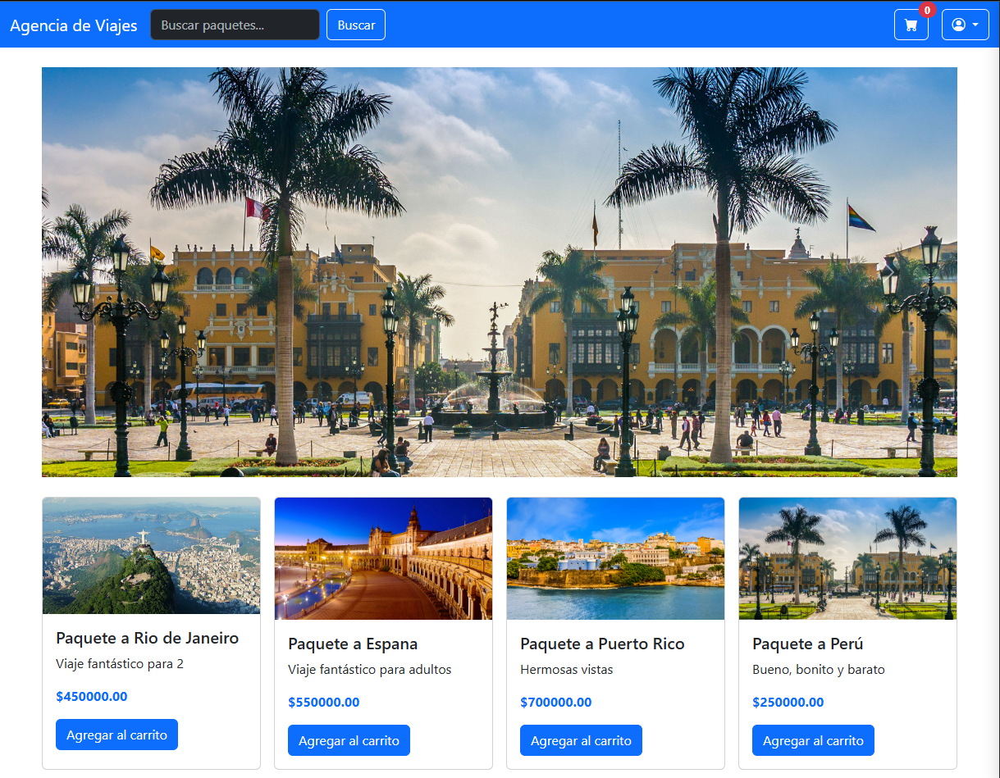 Agencia de Viajes
Buscar paquetes...
Buscar
0
Paquete a Rio de Janeiro
Viaje fantástico para 2
$450000.00
Agregar al carrito
Paquete a Espana
Viaje fantástico para adultos
$550000.00
Agregar al carrito
Paquete a Puerto Rico
Hermosas vistas
$700000.00
Agregar al carrito
Paquete a Perú
Bueno, bonito y barato
$250000.00
Agregar al carrito